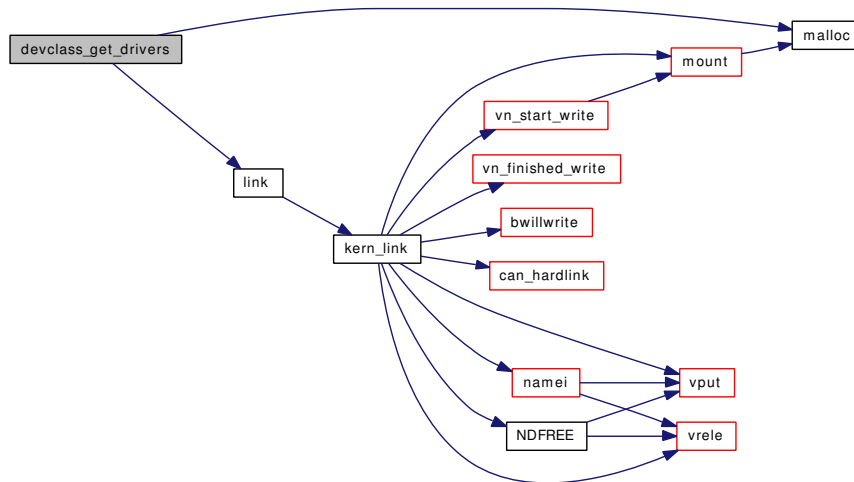 devclass_get_drivers
malloc
mount
vn_start_write
vn_finished_write
link
bwillwrite
kern_link
can_hardlink
namei
vput
NDFREE
vrele